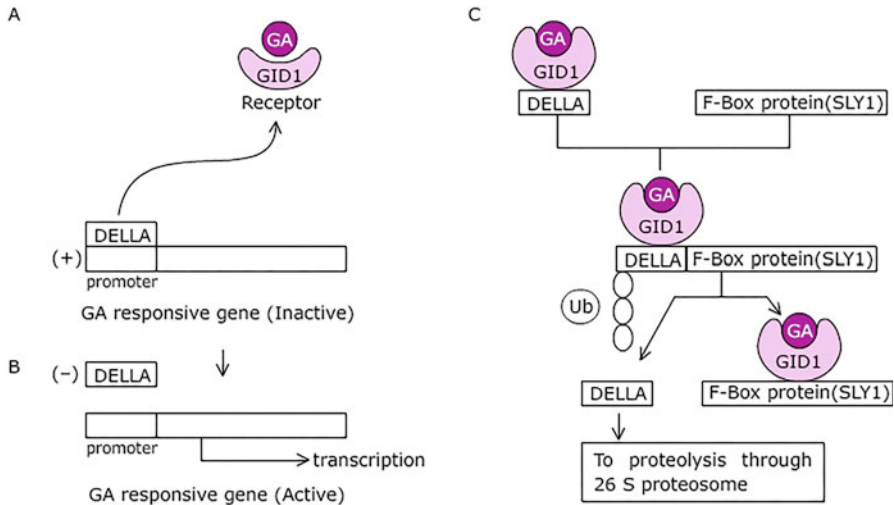 A
GA
GID1
Receptor
DELLA
(+)
promoter
GA responsive gene (Inactive)
B
(−)
DELLA
promoter
transcription
GA responsive gene (Active)
C
GA
GID1
DELLA
F-Box protein(SLY1)
GA
GID1
DELLA
F-Box protein(SLY1)
Ub
GA
GID1
DELLA
F-Box protein(SLY1)
To proteolysis through
26 S proteosome